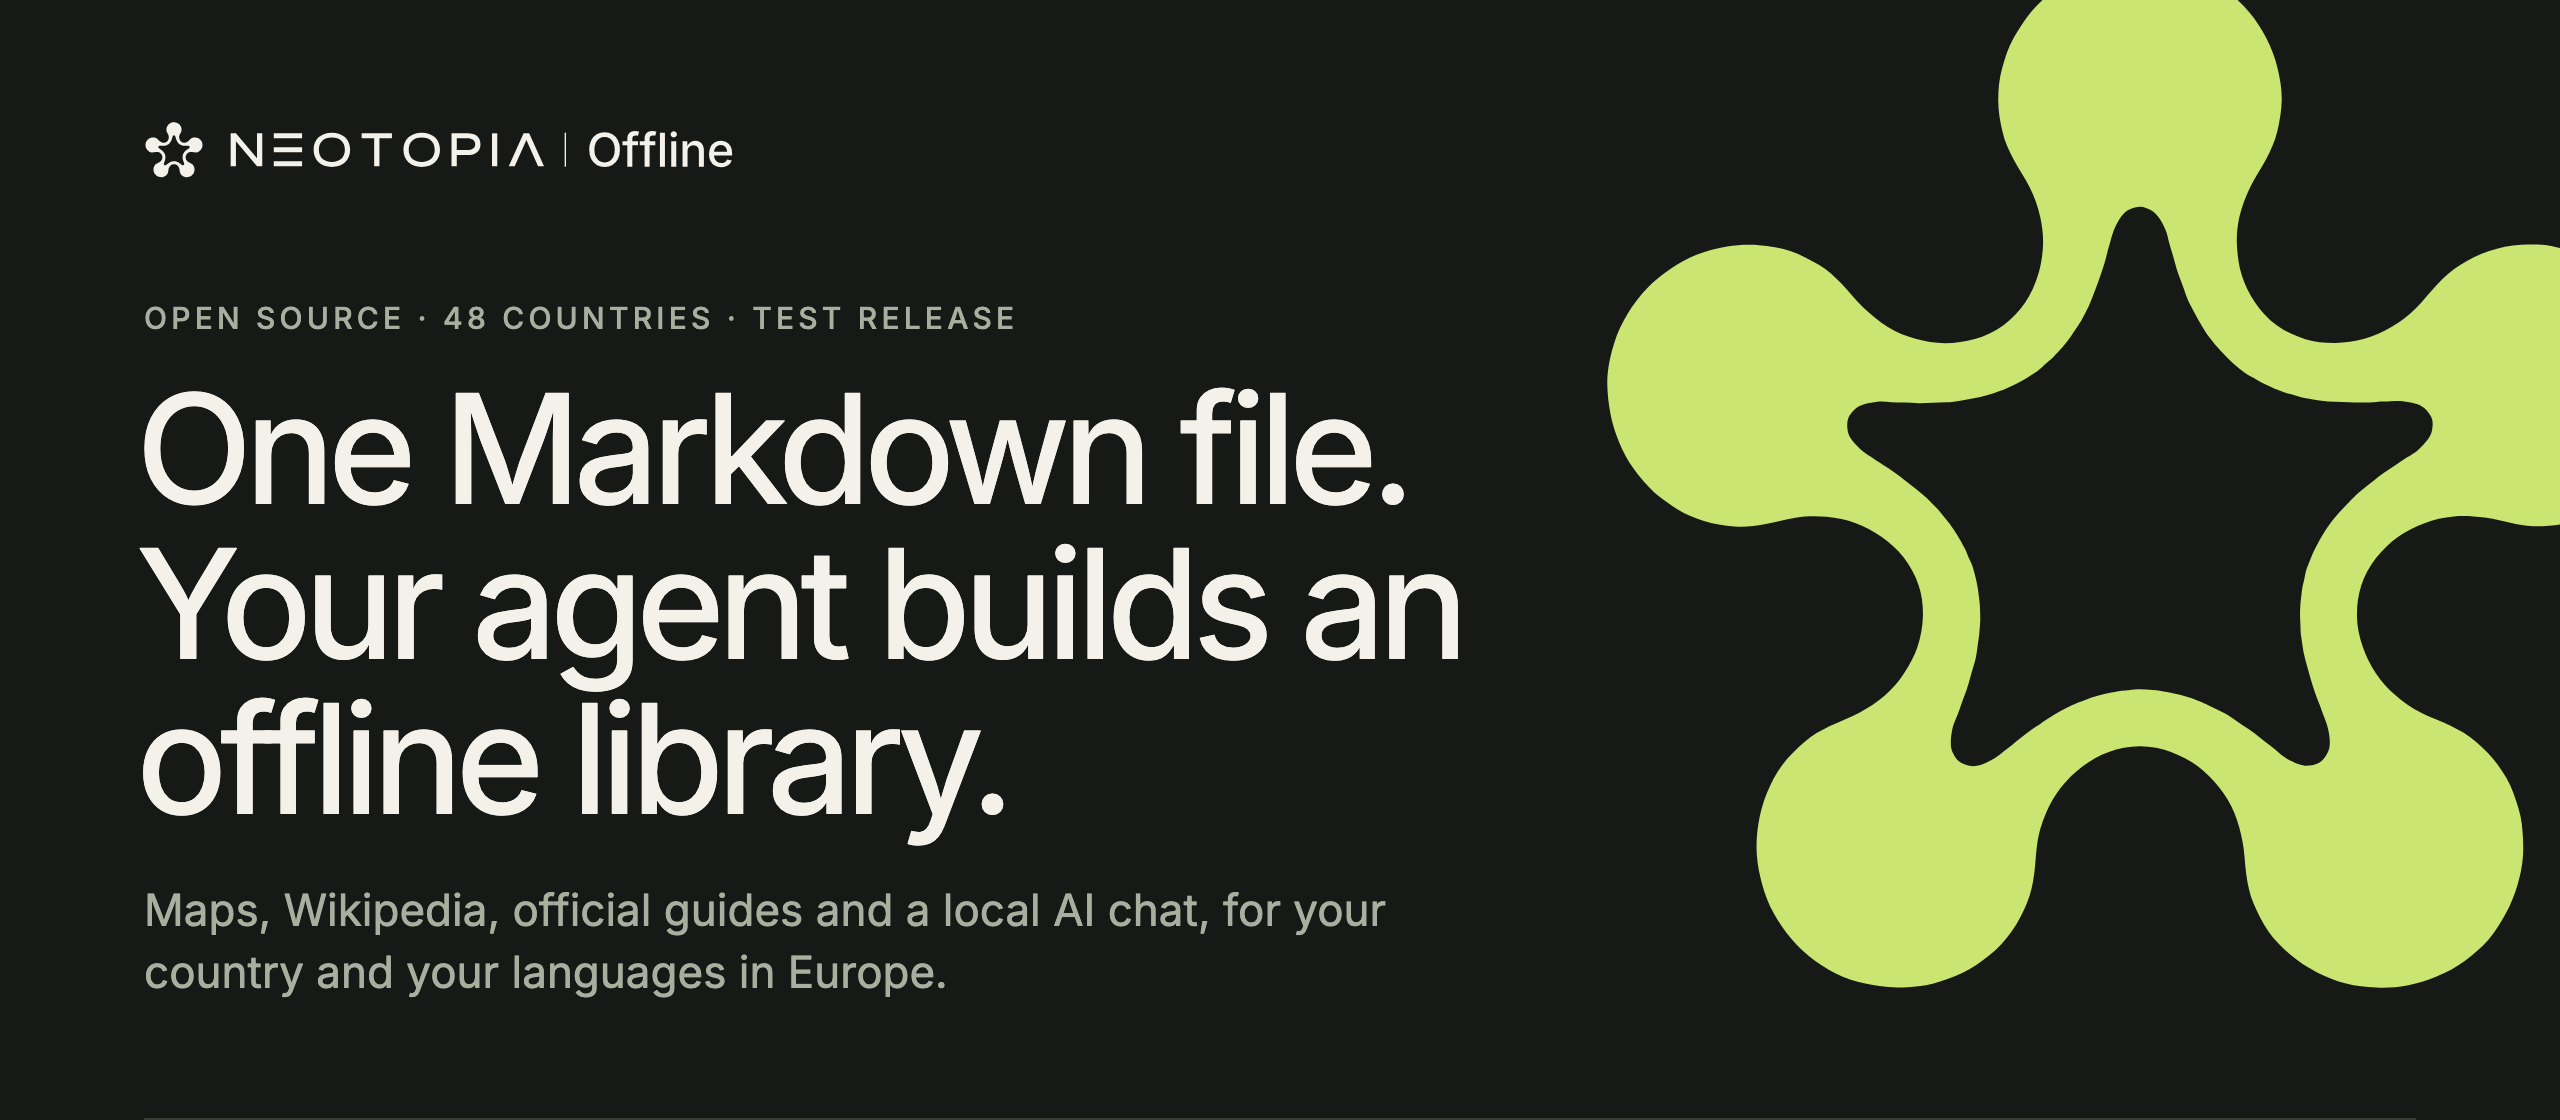 NEOTOPIA | Offline
OPEN SOURCE · 48 COUNTRIES · TEST RELEASE
One Markdown file.
Your agent builds an
offline library.
Maps, Wikipedia, official guides and a local AI chat, for your
country and your languages in Europe.